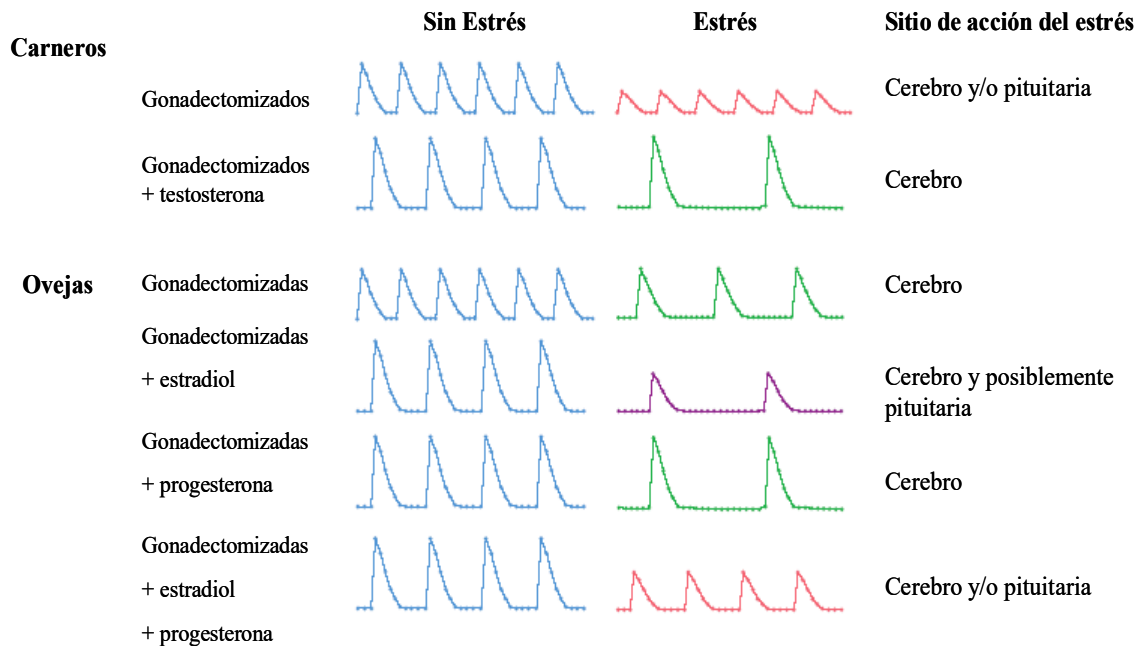 Sin Estrés
Estrés
Sitio de acción del estrés
Carneros
Gonadectomizados
Cerebro y/o pituitaria
Gonadectomizados
+ testosterona
Cerebro
Ovejas
Gonadectomizadas
Cerebro
Gonadectomizadas
+ estradiol
Cerebro y posiblemente
pituitaria
Gonadectomizadas
+ progesterona
Cerebro
Gonadectomizadas
+ estradiol
+ progesterona
Cerebro y/o pituitaria